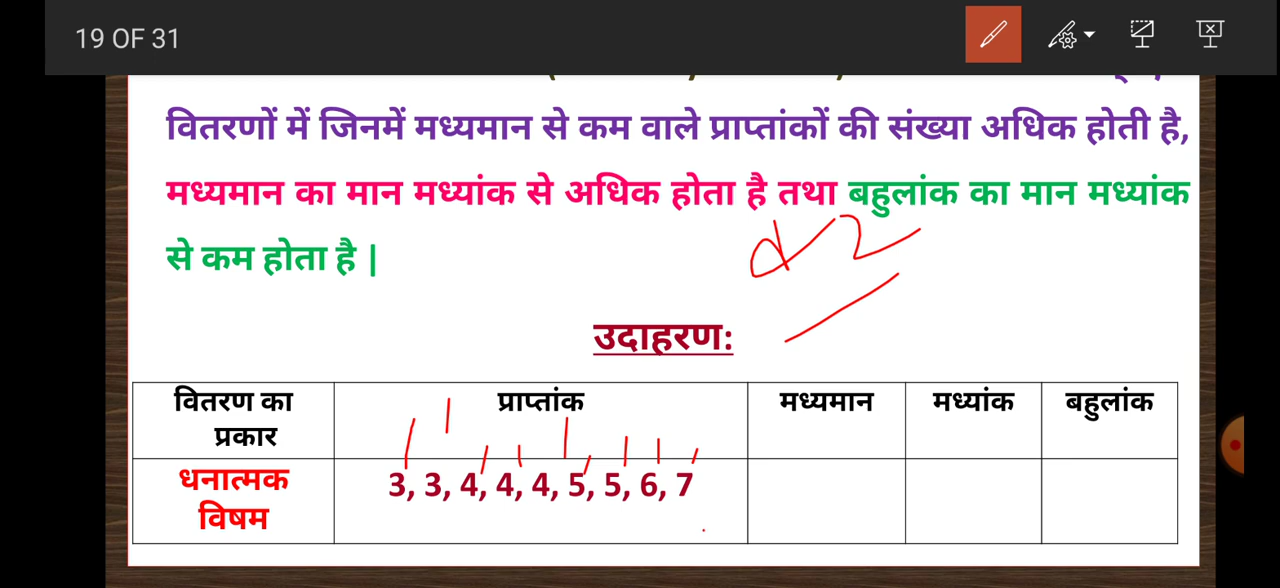 19 OF 31
वितरणों में जिनमें मध्यमान से कम वाले प्राप्तांकों की संख्या अधिक होती है,
मध्यमान का मान मध्यांक से अधिक होता है तथा बहुलांक का मान मध्यांक
से कम होता है |
उदाहरण:
वितरण का प्राप्तांक मध्यमान मध्यांक बहुलांक
प्रकार
धनात्मक 3, 3, 4, 4, 4, 5, 5, 6, 7
विषम